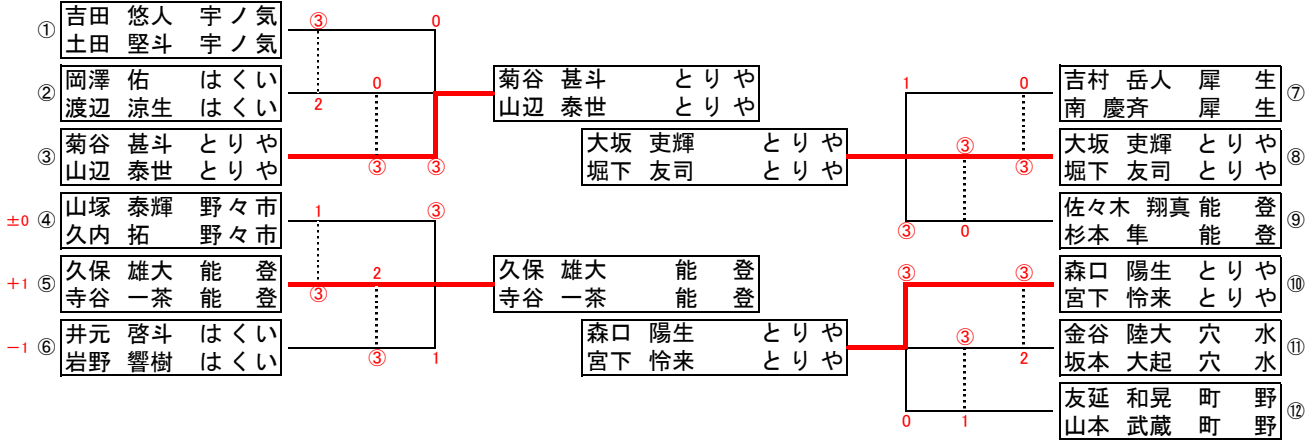 ① 吉田 悠人 宇ノ気
土田 堅斗 宇ノ気
② 岡澤 佑 はくい
渡辺 涼生 はくい
③ 菊谷 甚斗 とりや
山辺 泰世 とりや
±0 ④ 山塚 泰輝 野々市
久内 拓 野々市
+1 ⑤ 久保 雄大 能 登
寺谷 一茶 能 登
−1 ⑥ 井元 啓斗 はくい
岩野 響樹 はくい
③ 0
2 0
③ ③
1 ③
③ 2
③ 1
菊谷 甚斗 とりや
山辺 泰世 とりや
大坂 吏輝 とりや
堀下 友司 とりや
久保 雄大 能 登
寺谷 一茶 能 登
森口 陽生 とりや
宮下 怜来 とりや
1 0
③ ③
③ 0
③ ③
③ 2
0 1
吉村 岳人 犀 生 ⑦
南 慶斉 犀 生
大坂 吏輝 とりや ⑧
堀下 友司 とりや
佐々木 翔真 能 登 ⑨
杉本 隼 能 登
森口 陽生 とりや ⑩
宮下 怜来 とりや
金谷 陸大 穴 水 ⑪
坂本 大起 穴 水
友延 和晃 町 野 ⑫
山本 武蔵 町 野